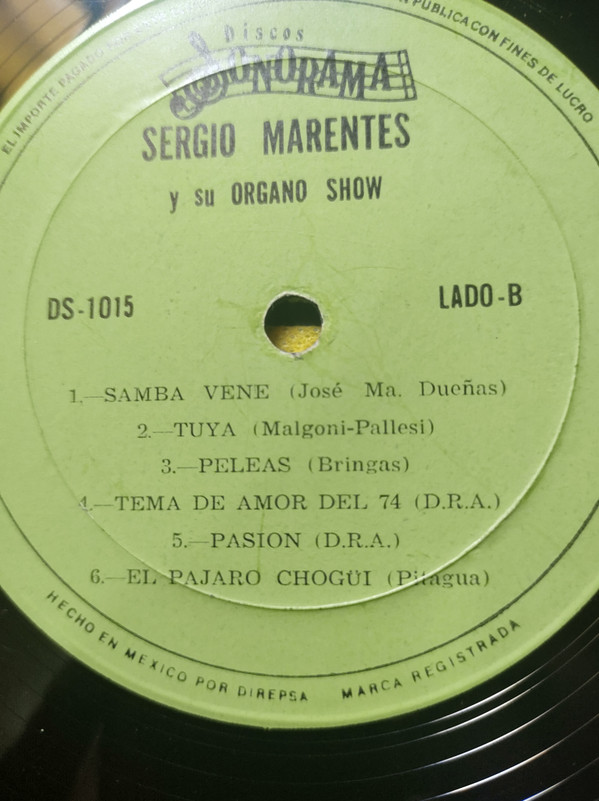 EL IMPORTE PAGADO
PUBLICA CON FINES DE LUCRO
Discos
SONORAMA
SERGIO MARENTES
y su ORGANO SHOW
DS-1015
LADO-B
1.—SAMBA VENE (José Ma. Dueñas)
2.—TUYA (Malgoni-Pallesi)
3.—PELEAS (Bringas)
4.—TEMA DE AMOR DEL 74 (D.R.A.)
5.—PASION (D.R.A.)
6.—EL PAJARO CHOGÜI (Pitagua)
HECHO EN MEXICO POR DIREPSA MARCA REGISTRADA